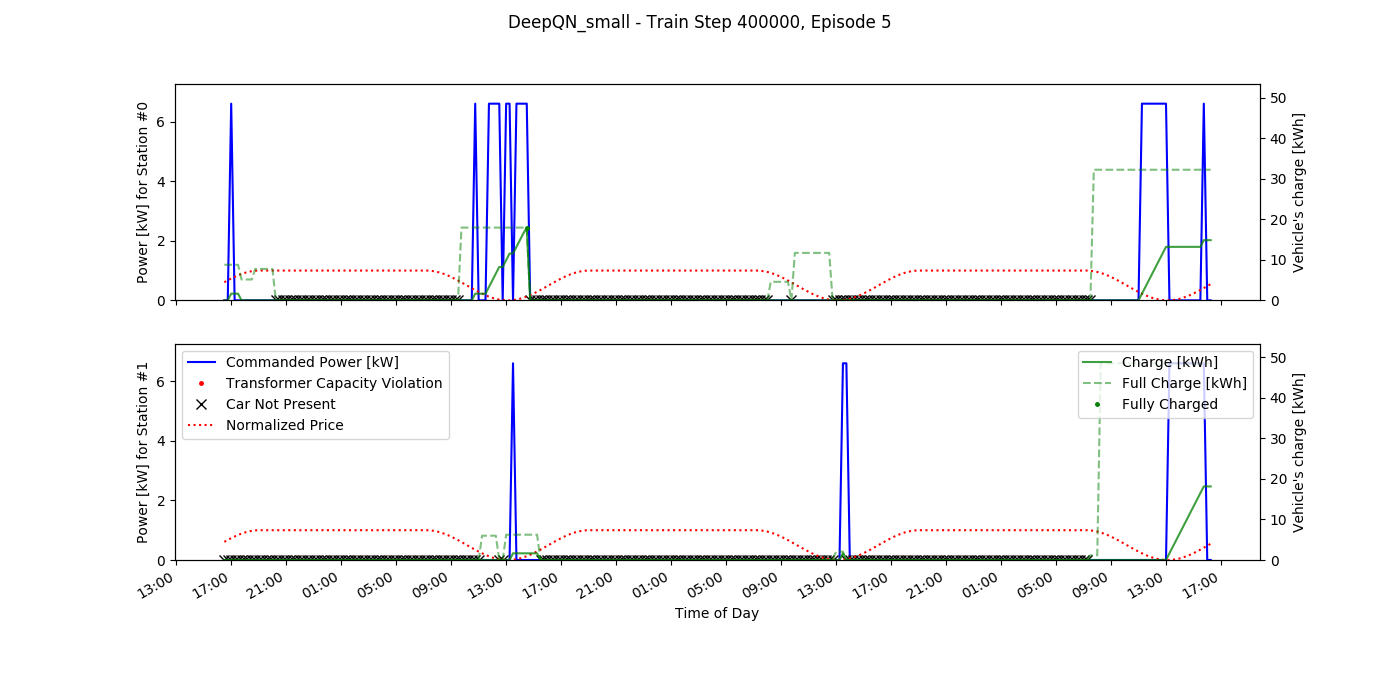 DeepQN_small - Train Step 400000, Episode 5
Power [kW] for Station #0
6
4
2
0
50
40
30
20
10
0
Vehicle's charge [kWh]
Power [kW] for Station #1
6
4
2
0
Commanded Power [kW]
Transformer Capacity Violation
Car Not Present
Normalized Price
Charge [kWh]
Full Charge [kWh]
Fully Charged
50
40
30
20
10
0
Vehicle's charge [kWh]
13:00 17:00 21:00 01:00 05:00 09:00 13:00 17:00 21:00 01:00 05:00 09:00 13:00 17:00 21:00 01:00 05:00 09:00 13:00 17:00
Time of Day